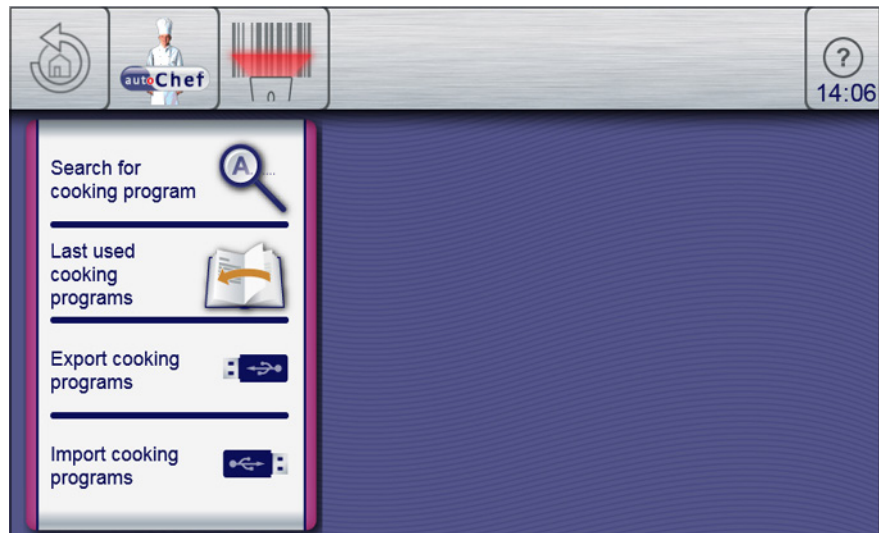 autoChef
?
14:06
Search for
cooking program
A....
Last used
cooking
programs
Export cooking
programs
Import cooking
programs